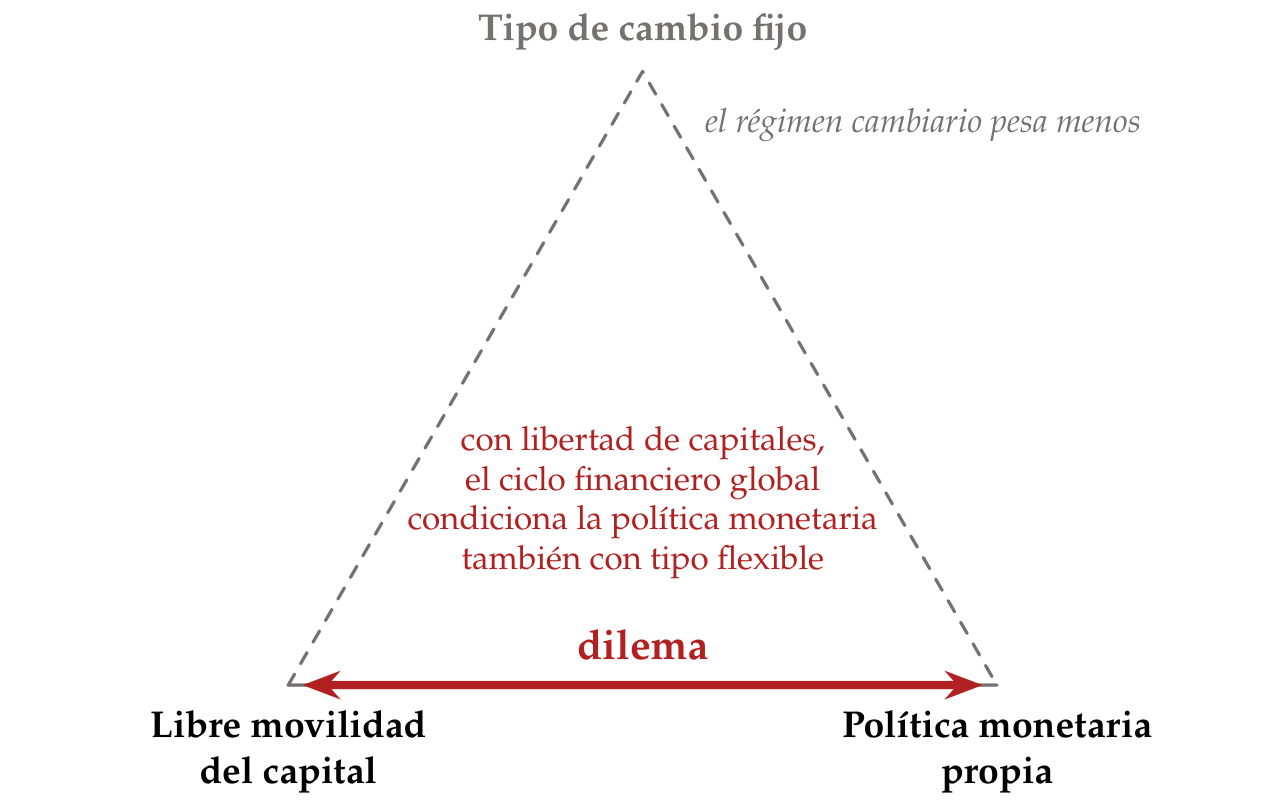 Tipo de cambio fijo
el régimen cambiario pesa menos
con libertad de capitales,
el ciclo financiero global
condiciona la política monetaria
también con tipo flexible
dilema
Libre movilidad
del capital
Política monetaria
propia